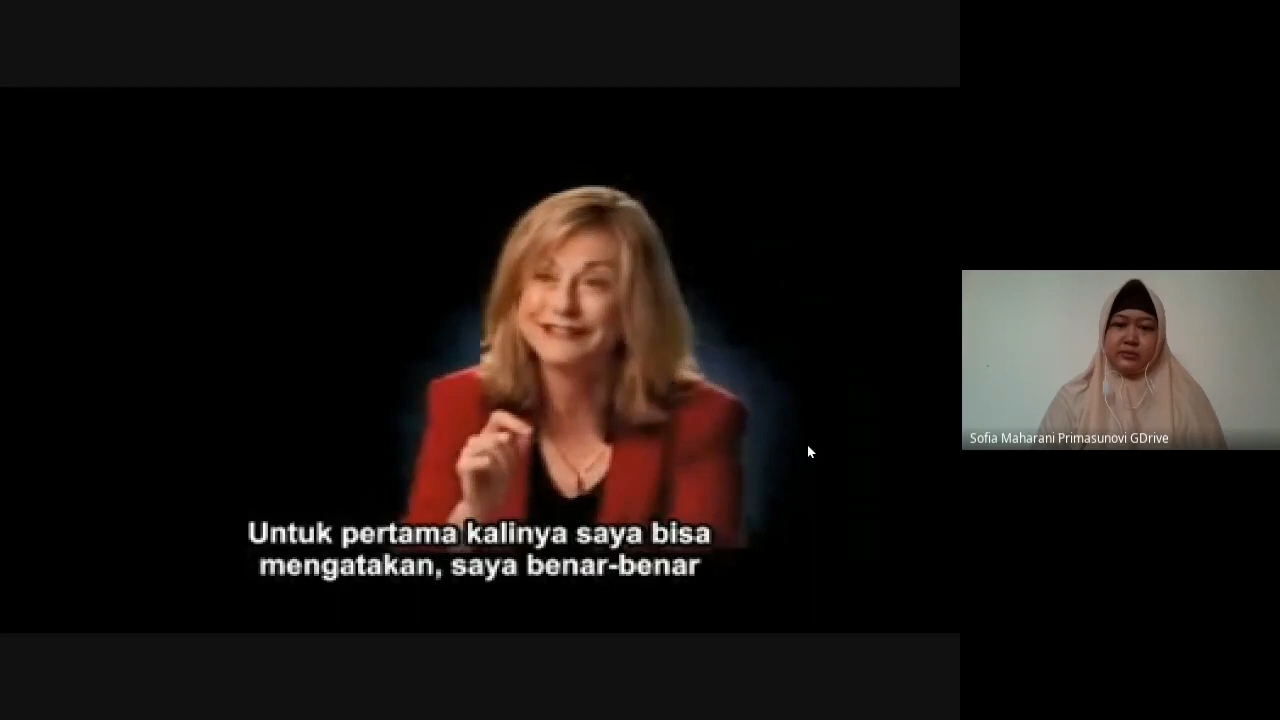 Untuk pertama kalinya saya bisa
mengatakan, saya benar-benar
Sofia Maharani Primasunovi GDrive